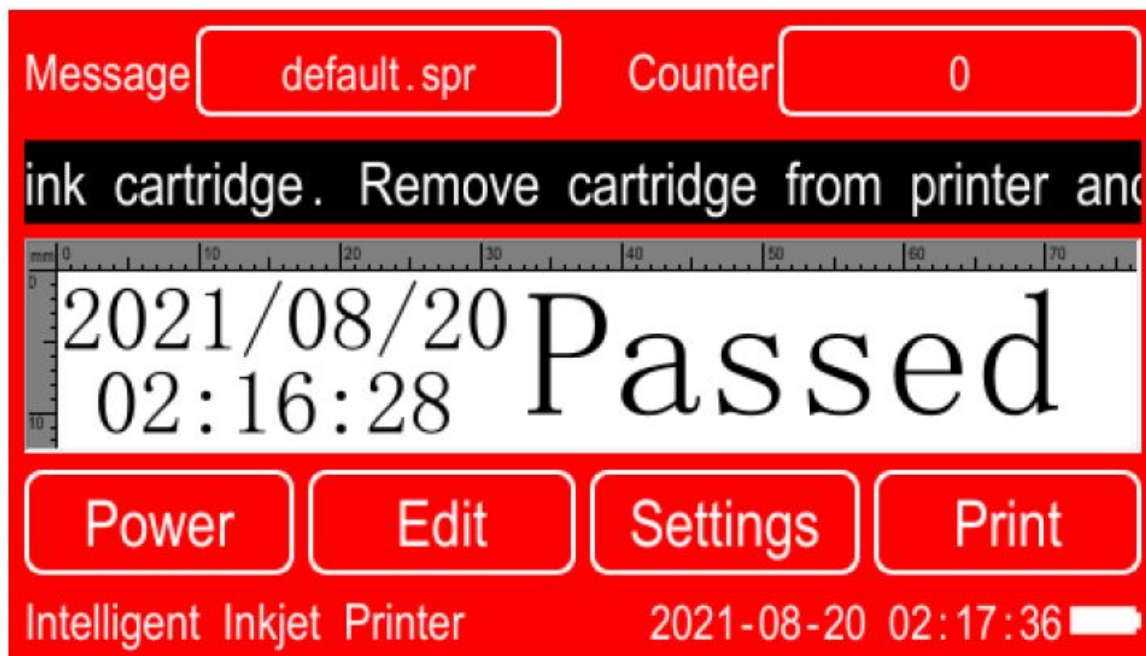 Message default.spr Counter 0
ink cartridge. Remove cartridge from printer and
mm 0 10 20 30 40 50 60 70
0
2021/08/20 Passed
02:16:28
10
Power Edit Settings Print
Intelligent Inkjet Printer 2021-08-20 02:17:36